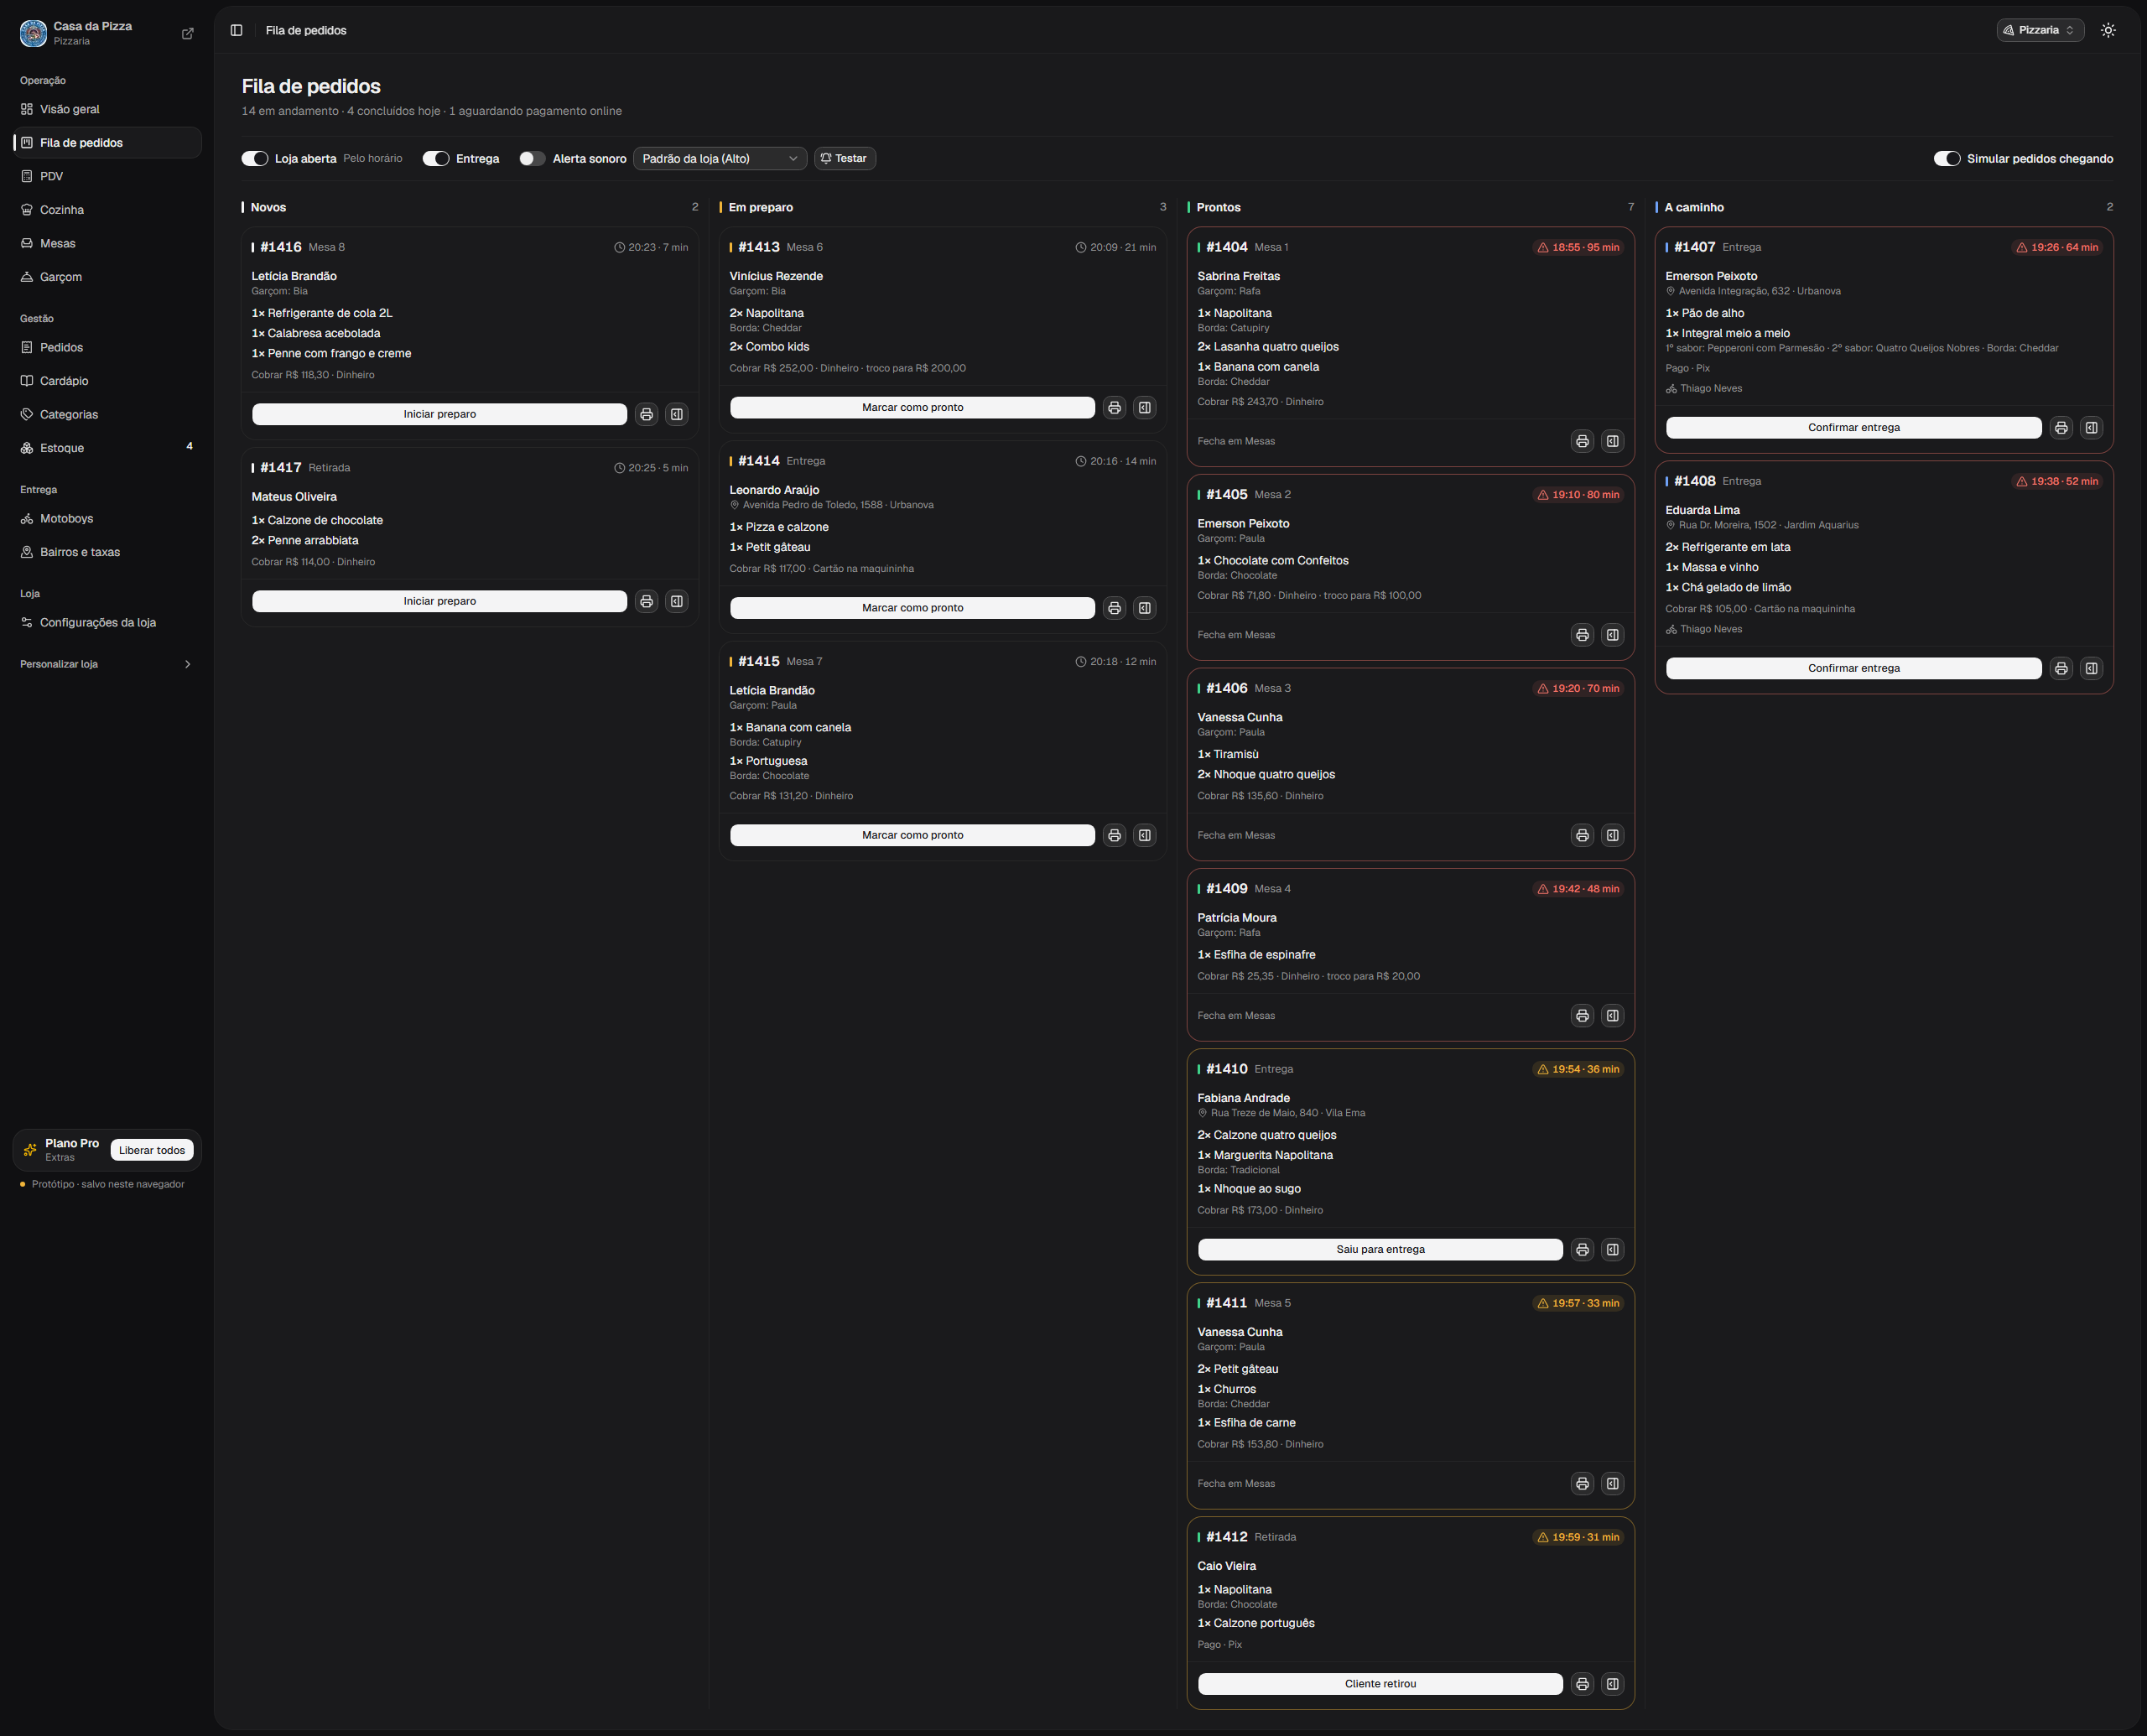 Casa da Pizza
Pizzaria
Operação
Visão geral
Fila de pedidos
PDV
Cozinha
Mesas
Garçom
Gestão
Pedidos
Cardápio
Categorias
Estoque 4
Entrega
Motoboys
Bairros e taxas
Loja
Configurações da loja
Personalizar loja
Plano Pro
Extras
Liberar todos
Protótipo · salvo neste navegador
Fila de pedidos
Pizzaria
Fila de pedidos
14 em andamento · 4 concluídos hoje · 1 aguardando pagamento online
Loja aberta Pelo horário Entrega Alerta sonoro Padrão da loja (Alto) Testar Simular pedidos chegando
Novos 2
#1416 Mesa 8 20:23 · 7 min
Letícia Brandão
Garçom: Bia
1× Refrigerante de cola 2L
1× Calabresa acebolada
1× Penne com frango e creme
Cobrar R$ 118,30 · Dinheiro
Iniciar preparo
#1417 Retirada 20:25 · 5 min
Mateus Oliveira
1× Calzone de chocolate
2× Penne arrabbiata
Cobrar R$ 114,00 · Dinheiro
Iniciar preparo
Em preparo 3
#1413 Mesa 6 20:09 · 21 min
Vinícius Rezende
Garçom: Bia
2× Napolitana
Borda: Cheddar
2× Combo kids
Cobrar R$ 252,00 · Dinheiro · troco para R$ 200,00
Marcar como pronto
#1414 Entrega 20:16 · 14 min
Leonardo Araújo
Avenida Pedro de Toledo, 1588 · Urbanova
1× Pizza e calzone
1× Petit gâteau
Cobrar R$ 117,00 · Cartão na maquininha
Marcar como pronto
#1415 Mesa 7 20:18 · 12 min
Letícia Brandão
Garçom: Paula
1× Banana com canela
Borda: Catupiry
1× Portuguesa
Borda: Chocolate
Cobrar R$ 131,20 · Dinheiro
Marcar como pronto
Prontos 7
#1404 Mesa 1 18:55 · 95 min
Sabrina Freitas
Garçom: Rafa
1× Napolitana
Borda: Catupiry
2× Lasanha quatro queijos
1× Banana com canela
Borda: Cheddar
Cobrar R$ 243,70 · Dinheiro
Fecha em Mesas
#1405 Mesa 2 19:10 · 80 min
Emerson Peixoto
Garçom: Paula
1× Chocolate com Confeitos
Borda: Chocolate
Cobrar R$ 71,80 · Dinheiro · troco para R$ 100,00
Fecha em Mesas
#1406 Mesa 3 19:20 · 70 min
Vanessa Cunha
Garçom: Paula
1× Tiramisù
2× Nhoque quatro queijos
Cobrar R$ 135,60 · Dinheiro
Fecha em Mesas
#1409 Mesa 4 19:42 · 48 min
Patrícia Moura
Garçom: Rafa
1× Esfiha de espinafre
Cobrar R$ 25,35 · Dinheiro · troco para R$ 20,00
Fecha em Mesas
#1410 Entrega 19:54 · 36 min
Fabiana Andrade
Rua Treze de Maio, 840 · Vila Ema
2× Calzone quatro queijos
1× Marguerita Napolitana
Borda: Tradicional
1× Nhoque ao sugo
Cobrar R$ 173,00 · Dinheiro
Saiu para entrega
#1411 Mesa 5 19:57 · 33 min
Vanessa Cunha
Garçom: Paula
2× Petit gâteau
1× Churros
Borda: Cheddar
1× Esfiha de carne
Cobrar R$ 153,80 · Dinheiro
Fecha em Mesas
#1412 Retirada 19:59 · 31 min
Caio Vieira
1× Napolitana
Borda: Chocolate
1× Calzone português
Pago · Pix
Cliente retirou
A caminho 2
#1407 Entrega 19:26 · 64 min
Emerson Peixoto
Avenida Integração, 632 · Urbanova
1× Pão de alho
1× Integral meio a meio
1º sabor: Pepperoni com Parmesão · 2º sabor: Quatro Queijos Nobres · Borda: Cheddar
Pago · Pix
Thiago Neves
Confirmar entrega
#1408 Entrega 19:38 · 52 min
Eduarda Lima
Rua Dr. Moreira, 1502 · Jardim Aquarius
2× Refrigerante em lata
1× Massa e vinho
1× Chá gelado de limão
Cobrar R$ 105,00 · Cartão na maquininha
Thiago Neves
Confirmar entrega